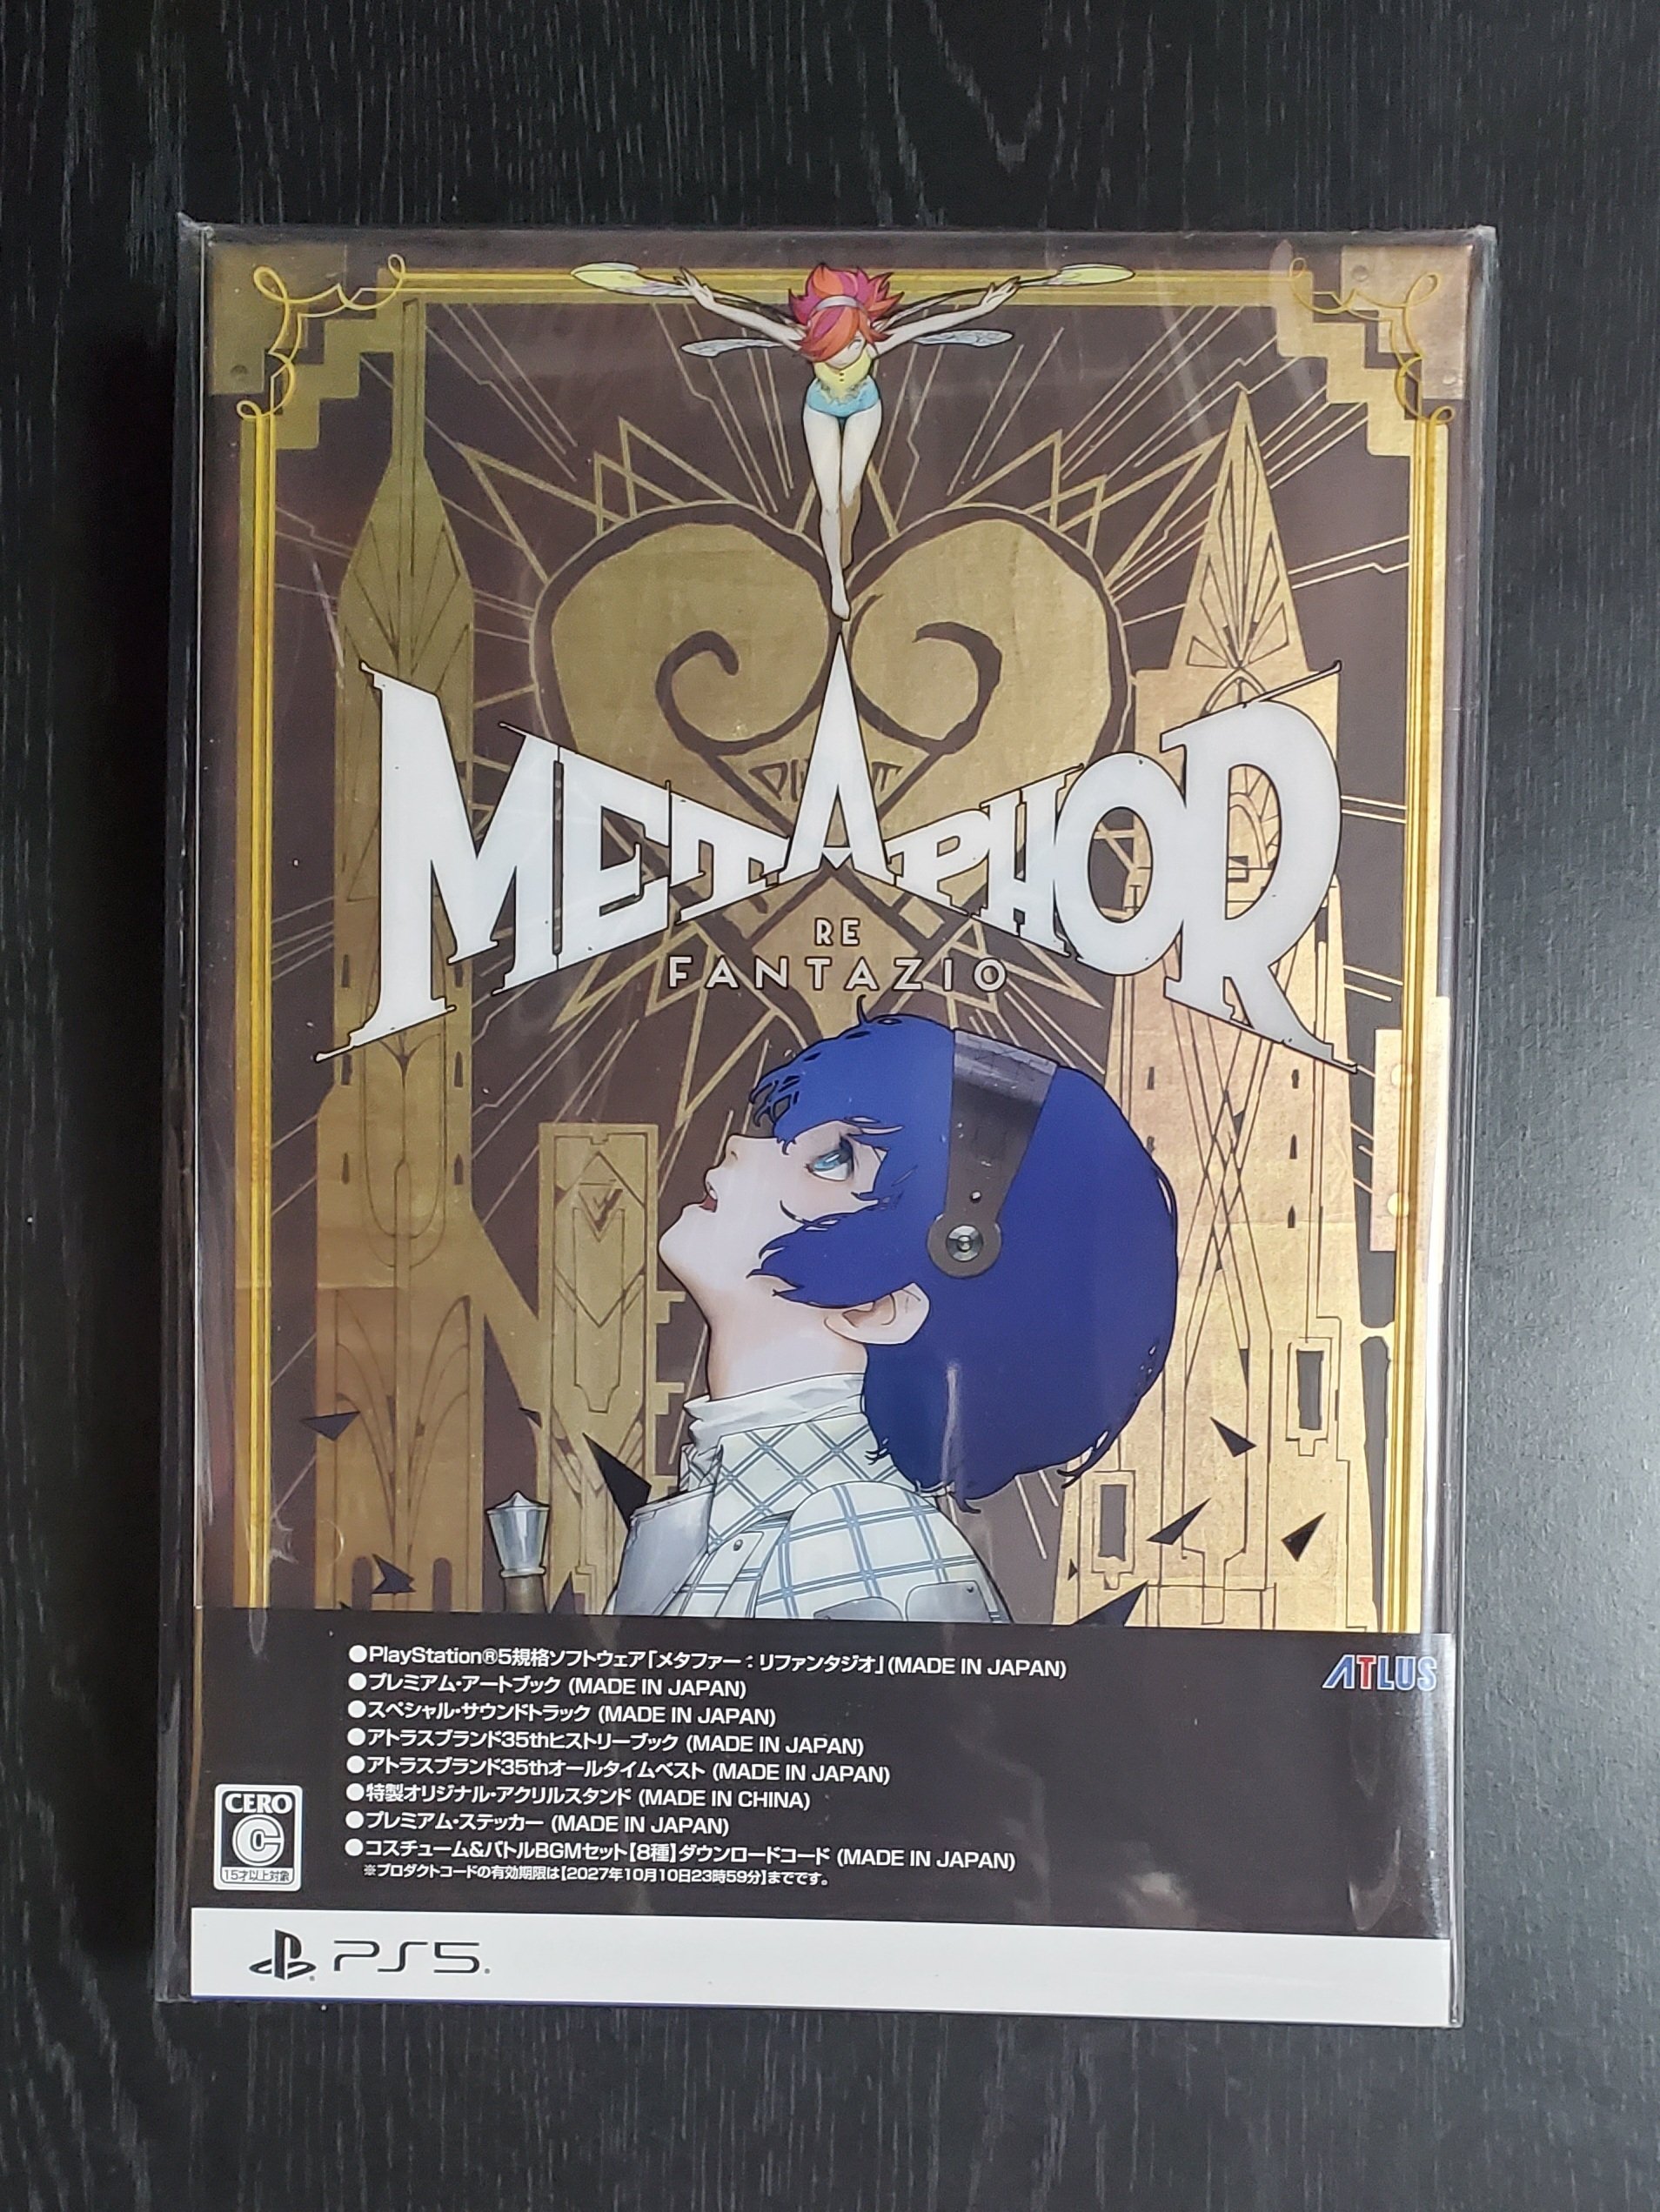 METAPHOR
RE
FANTAZIO
●PlayStation®5規格ソフトウェア「メタファー：リファンタジオ」(MADE IN JAPAN)
ATLUS
●プレミアム・アートブック (MADE IN JAPAN)
●スペシャル・サウンドトラック (MADE IN JAPAN)
●アトラスブランド35thヒストリーブック (MADE IN JAPAN)
●アトラスブランド35thオールタイムベスト (MADE IN JAPAN)
●特製オリジナル・アクリルスタンド (MADE IN CHINA)
●プレミアム・ステッカー (MADE IN JAPAN)
●コスチューム&バトルBGMセット【8種】ダウンロードコード (MADE IN JAPAN)
※プロダクトコードの有効期限は【2027年10月10日23時59分】までです。
CERO
C
15才以上対象
PS5®